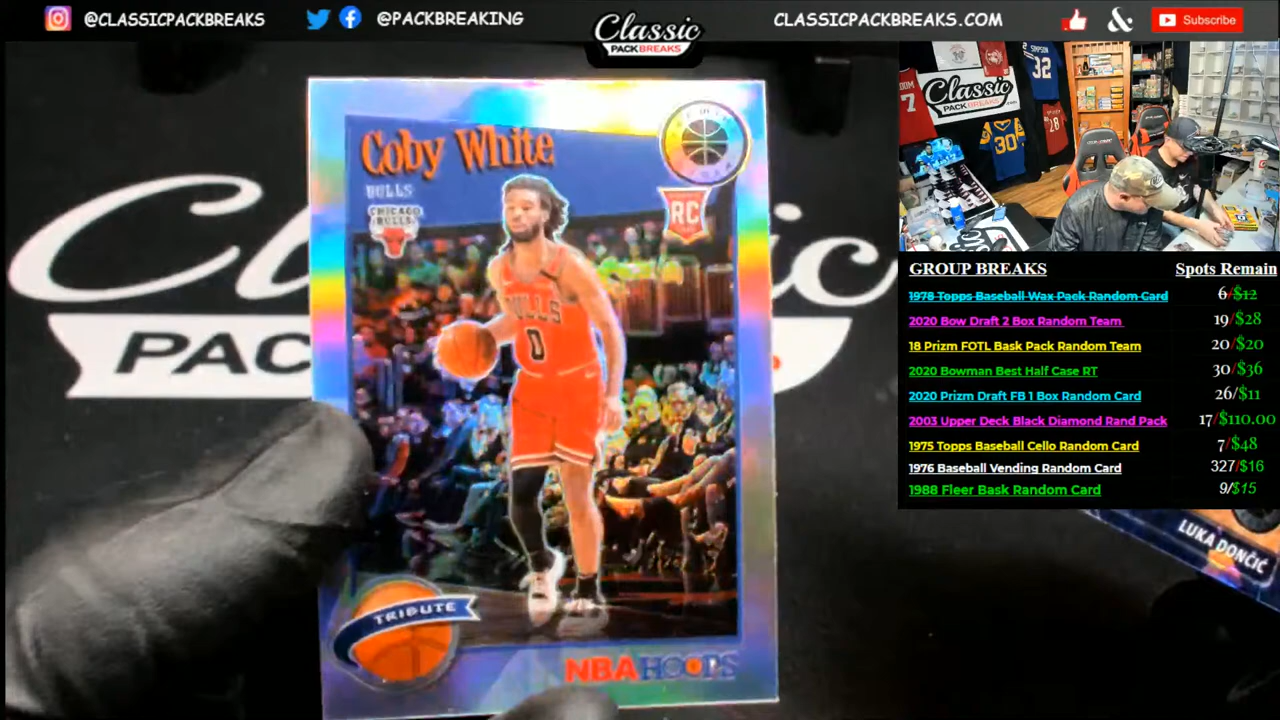 @CLASSICPACKBREAKS
@PACKBREAKING
Classic
PACK BREAKS
CLASSICPACKBREAKS.COM
&
Subscribe
Coby White
BULLS
CHICAGO
BULLS
RC
BULLS
0
TRIBUTE
NBA HOOPS
PAC
LUKA DONČIĆ
Classic
PACKBREAKS
SIMPSON
32
7
30
28
GROUP BREAKS Spots Remain
1978 Topps Baseball Wax Pack Random Card 6/$12
2020 Bow Draft 2 Box Random Team 19/$28
18 Prizm FOTL Bask Pack Random Team 20/$20
2020 Bowman Best Half Case RT 30/$36
2020 Prizm Draft FB 1 Box Random Card 26/$11
2003 Upper Deck Black Diamond Rand Pack 17/$110.00
1975 Topps Baseball Cello Random Card 7/$48
1976 Baseball Vending Random Card 327/$16
1988 Fleer Bask Random Card 9/$15